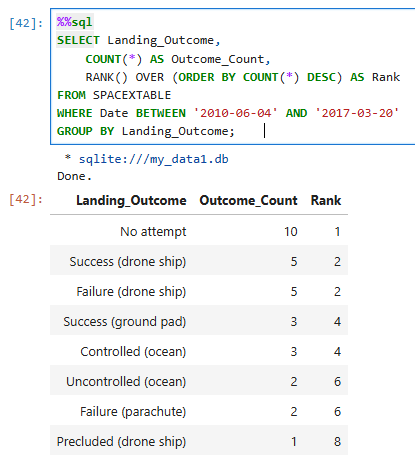 [42]: %%sql
SELECT Landing_Outcome,
COUNT(*) AS Outcome_Count,
RANK() OVER (ORDER BY COUNT(*) DESC) AS Rank
FROM SPACEXTABLE
WHERE Date BETWEEN '2010-06-04' AND '2017-03-20'
GROUP BY Landing_Outcome;
* sqlite:///my_data1.db
Done.
[42]: Landing_Outcome Outcome_Count Rank
No attempt 10 1
Success (drone ship) 5 2
Failure (drone ship) 5 2
Success (ground pad) 3 4
Controlled (ocean) 3 4
Uncontrolled (ocean) 2 6
Failure (parachute) 2 6
Precluded (drone ship) 1 8